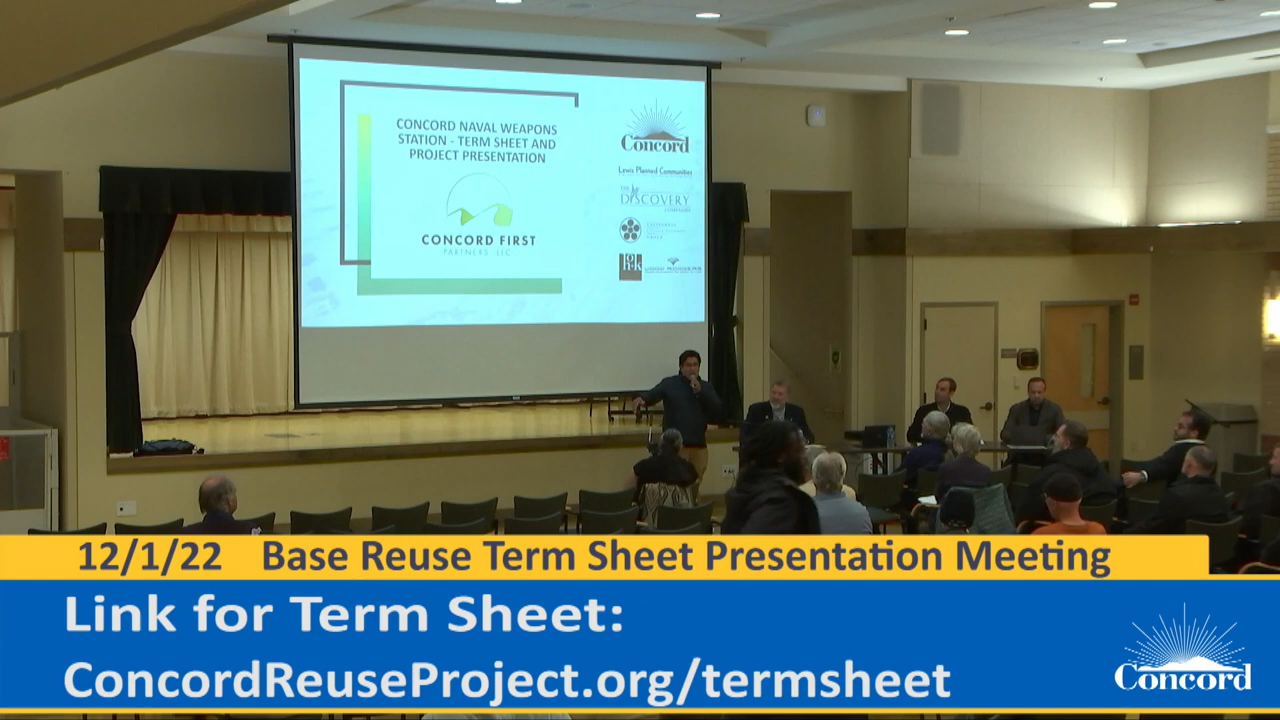 CONCORD NAVAL WEAPONS
STATION - TERM SHEET AND
PROJECT PRESENTATION
CONCORD FIRST
PARTNERS LLC
Concord
Lewis Planned Communities
THE
DISCOVERY
12/1/22 Base Reuse Term Sheet Presentation Meeting
Link for Term Sheet:
ConcordReuseProject.org/termsheet
Concord